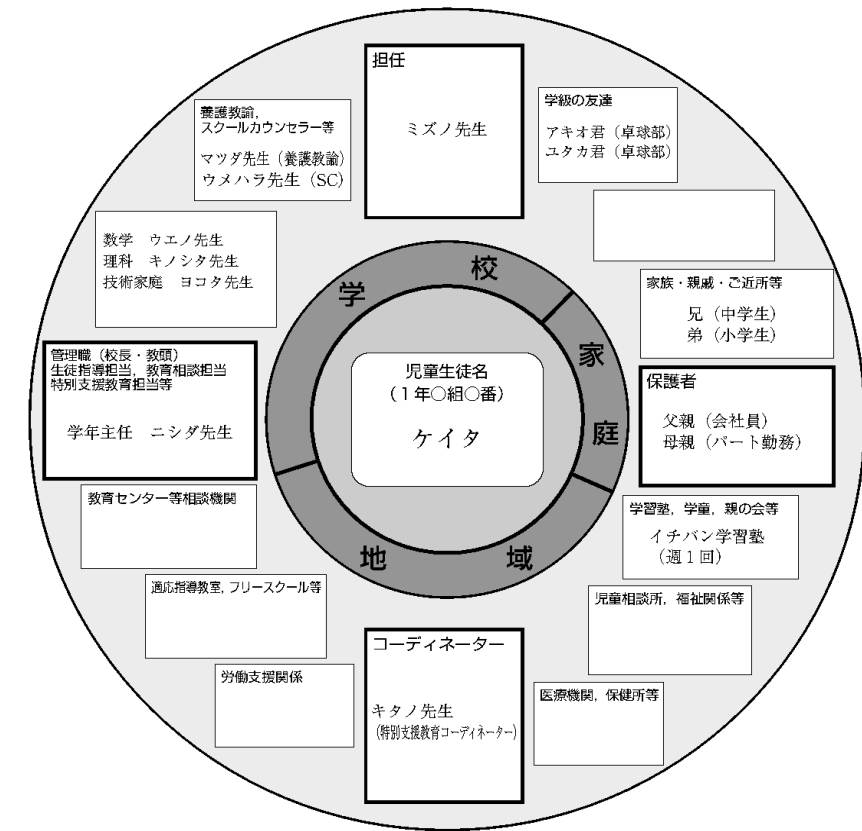 担任
ミズノ先生
養護教諭，
スクールカウンセラー等
マツダ先生（養護教諭）
ウメハラ先生（SC）
学級の友達
アキオ君（卓球部）
ユタカ君（卓球部）
数学　ウエノ先生
理科　キノシタ先生
技術家庭　ヨコタ先生
家族・親戚・ご近所等
兄（中学生）
弟（小学生）
管理職（校長・教頭）
生徒指導担当，教育相談担当
特別支援教育担当等
学年主任　ニシダ先生
学校
家庭
地域
児童生徒名
（１年○組○番）
ケイタ
保護者
父親（会社員）
母親（パート勤務）
教育センター等相談機関
学習塾，学童，親の会等
イチバン学習塾
（週１回）
適応指導教室，フリースクール等
児童相談所，福祉関係等
労働支援関係
コーディネーター
キタノ先生
（特別支援教育コーディネーター）
医療機関，保健所等